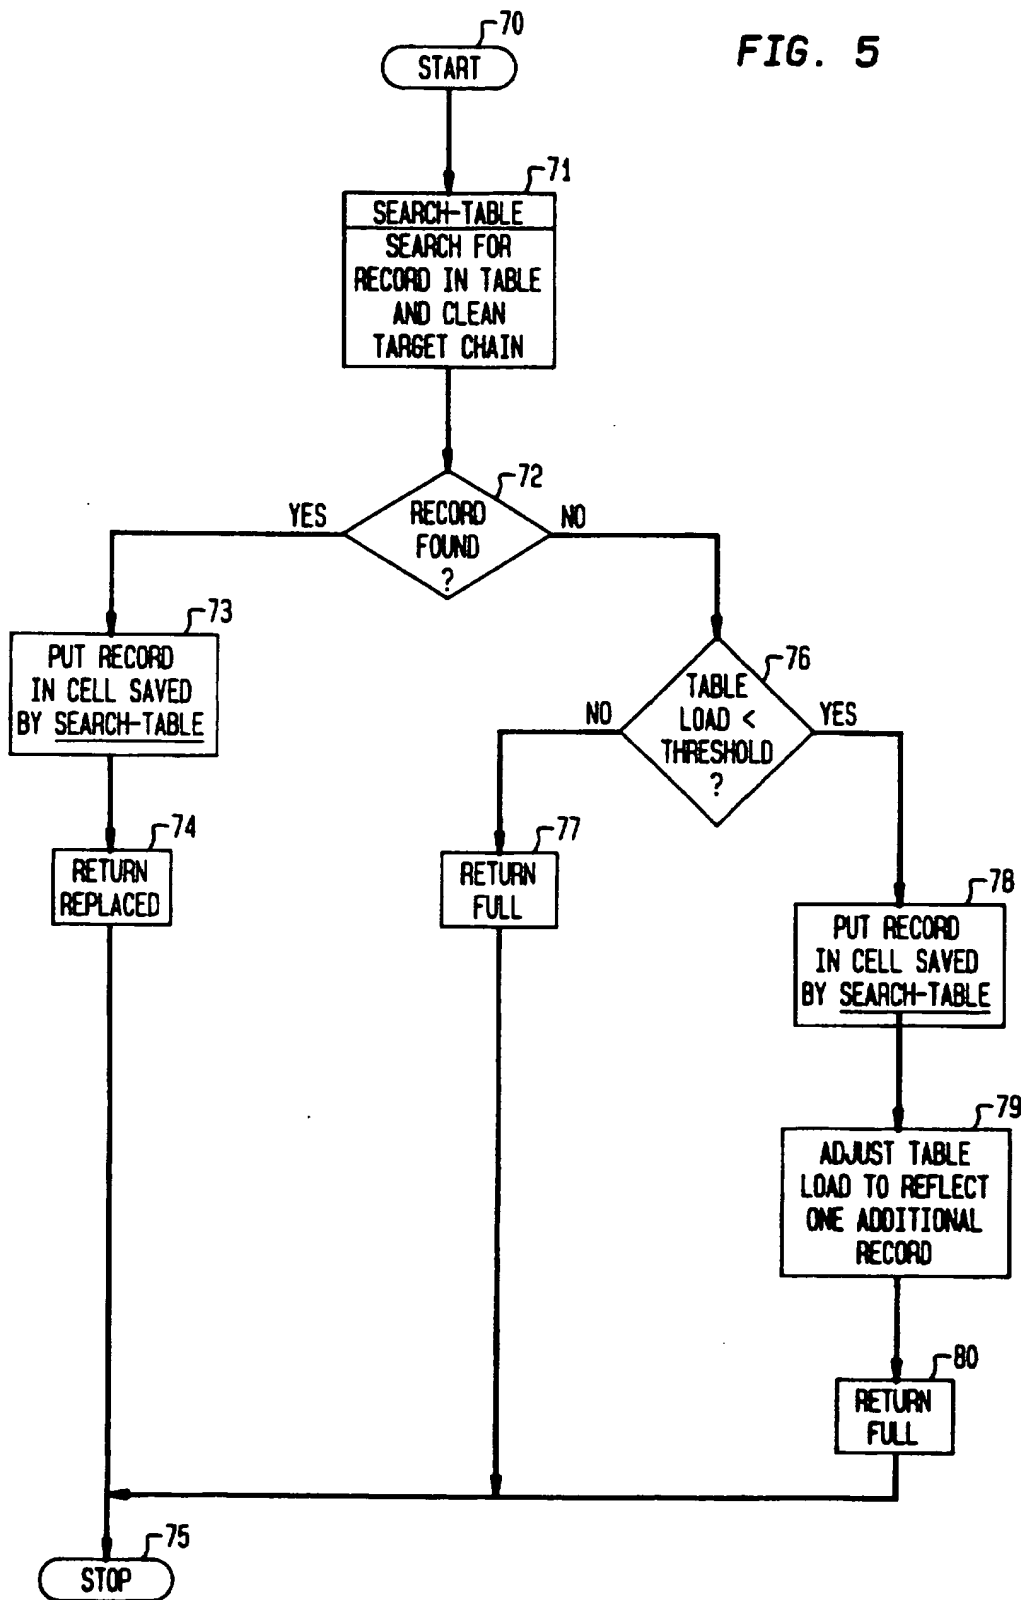 FIG. 5
70
START
71
SEARCH-TABLE
SEARCH FOR
RECORD IN TABLE
AND CLEAN
TARGET CHAIN
72
YES
RECORD
FOUND
?
NO
73
PUT RECORD
IN CELL SAVED
BY SEARCH-TABLE
76
NO
TABLE
LOAD <
THRESHOLD
?
YES
74
RETURN
REPLACED
77
RETURN
FULL
78
PUT RECORD
IN CELL SAVED
BY SEARCH-TABLE
79
ADJUST TABLE
LOAD TO REFLECT
ONE ADDITIONAL
RECORD
80
RETURN
FULL
75
STOP